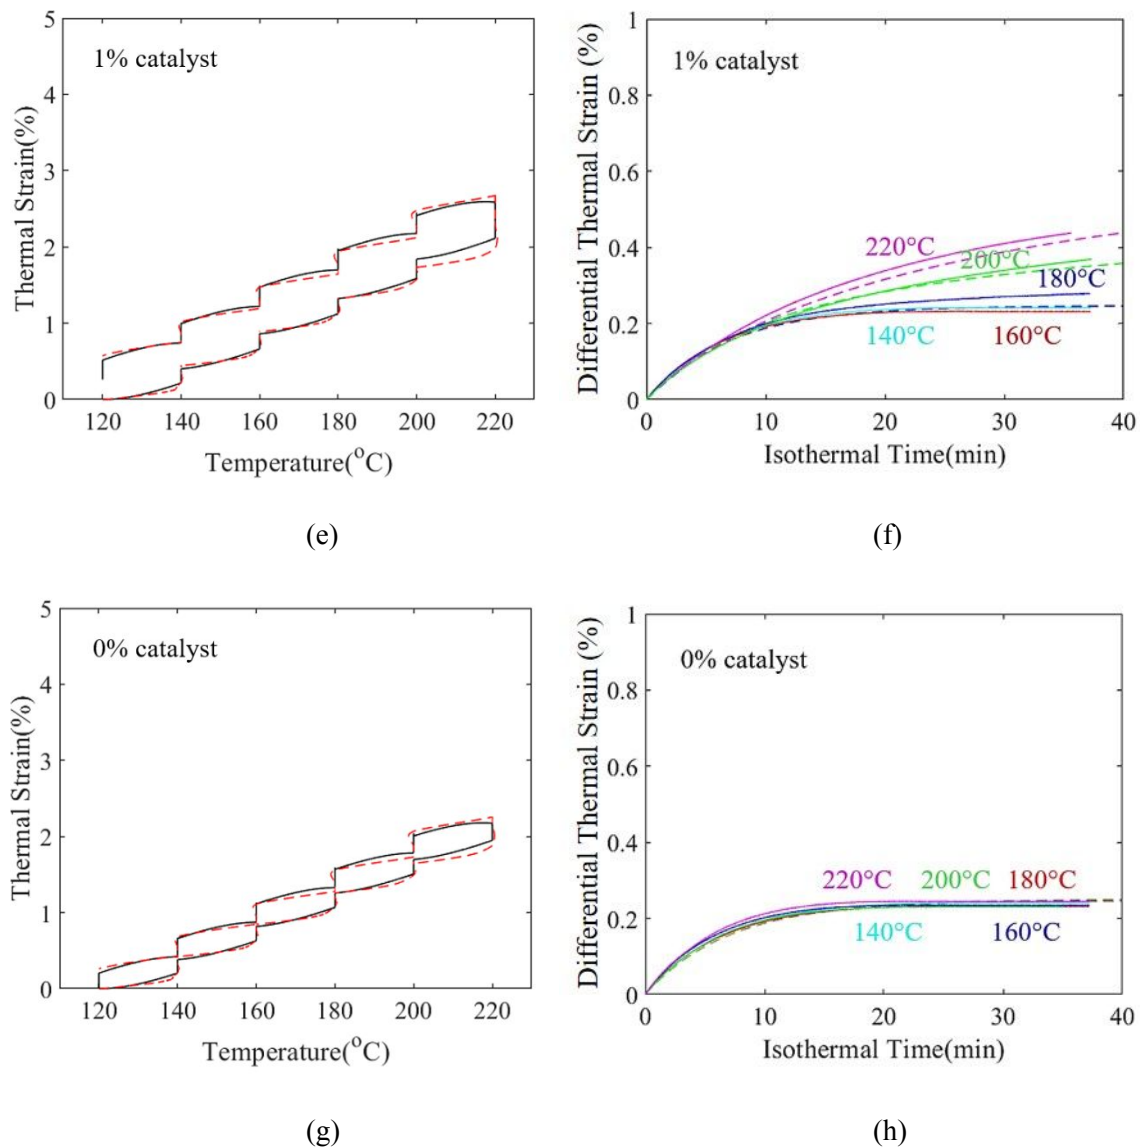 1% catalyst
Thermal Strain(%)
5
4
3
2
1
0
120 140 160 180 200 220
Temperature(°C)
(e)
1% catalyst
Differential Thermal Strain (%)
1
0.8
0.6
0.4
0.2
0
220°C
200°C
180°C
140°C 160°C
0 10 20 30 40
Isothermal Time(min)
(f)
0% catalyst
Thermal Strain(%)
5
4
3
2
1
0
120 140 160 180 200 220
Temperature(°C)
(g)
0% catalyst
Differential Thermal Strain (%)
1
0.8
0.6
0.4
0.2
0
220°C 200°C 180°C
140°C 160°C
0 10 20 30 40
Isothermal Time(min)
(h)